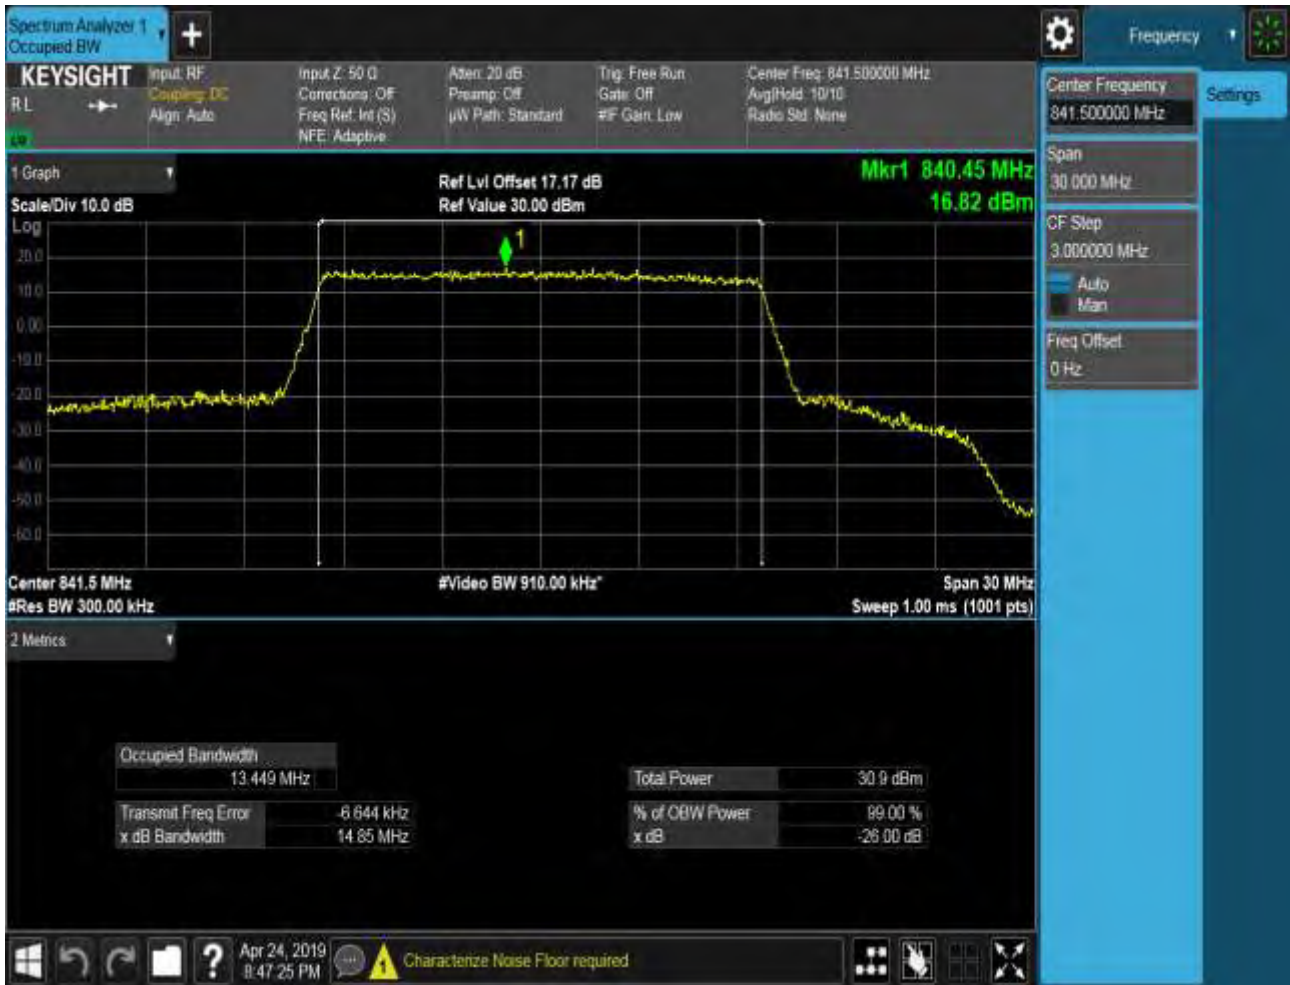 Spectrum Analyzer 1
Occupied BW
Frequency
KEYSIGHT
R L
Input: RF
Coupling: DC
Align: Auto
Input Z: 50 Ω
Corrections: Off
Freq Ref: Int (S)
NFE: Adaptive
Atten: 20 dB
Preamp: Off
µW Path: Standard
Trig: Free Run
Gate: Off
#IF Gain: Low
Center Freq: 841.500000 MHz
Avg|Hold: 10/10
Radio Std: None
Center Frequency
841.500000 MHz
Settings
Span
30.000 MHz
CF Step
3.000000 MHz
Auto
Man
Freq Offset
0 Hz
1 Graph
Scale/Div 10.0 dB
Log
Ref Lvl Offset 17.17 dB
Ref Value 30.00 dBm
Mkr1 840.45 MHz
16.82 dBm
1
20.0
10.0
0.00
-10.0
-20.0
-30.0
-40.0
-50.0
-60.0
Center 841.5 MHz
#Video BW 910.00 kHz*
Span 30 MHz
#Res BW 300.00 kHz
Sweep 1.00 ms (1001 pts)
2 Metrics
Occupied Bandwidth
13.449 MHz
Total Power 30.9 dBm
Transmit Freq Error -6.644 kHz
% of OBW Power 99.00 %
x dB Bandwidth 14.85 MHz
x dB -26.00 dB
?
Apr 24, 2019
8:47:25 PM
Characterize Noise Floor required